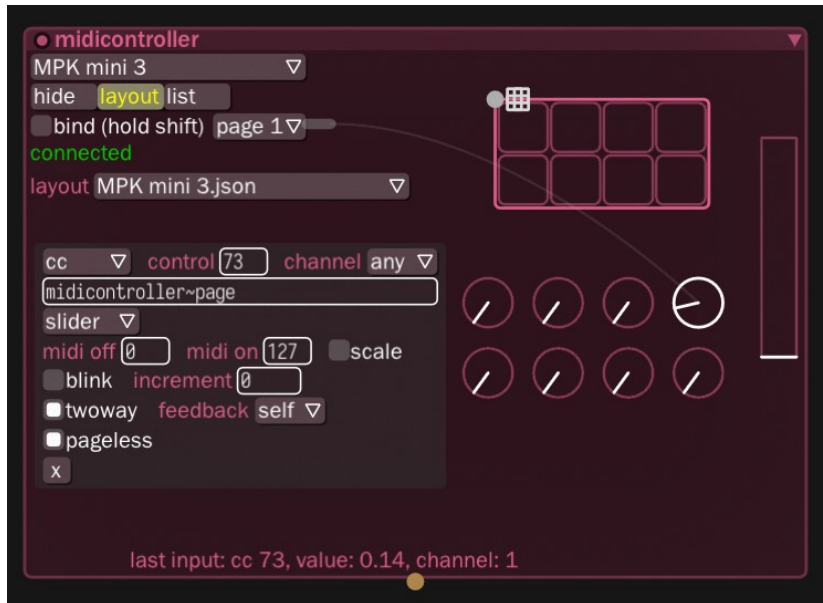 midicontroller
MPK mini 3
hide layout list
bind (hold shift) page 1
connected
layout MPK mini 3.json
cc control 73 channel any
midicontroller~page
slider
midi off 0 midi on 127 scale
blink increment 0
twoway feedback self
pageless
x
last input: cc 73, value: 0.14, channel: 1